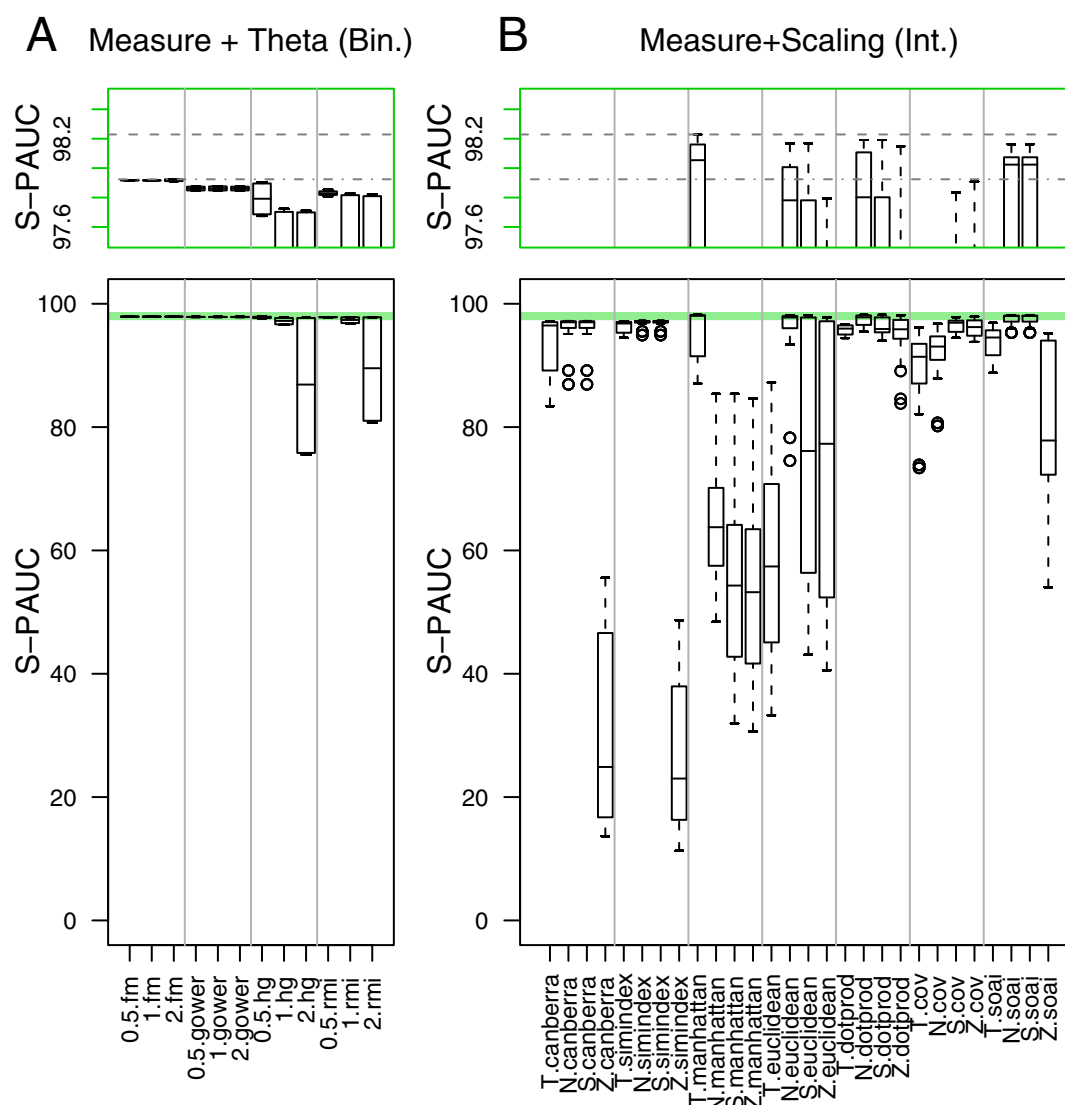 A Measure + Theta (Bin.)
B Measure+Scaling (Int.)
S−PAUC
98.2
97.6
S−PAUC
98.2
97.6
S−PAUC
100
80
60
40
20
0
S−PAUC
100
80
60
40
20
0
0.5.fm
1.fm
2.fm
0.5.gower
1.gower
2.gower
0.5.hg
1.hg
2.hg
0.5.rmi
1.rmi
2.rmi
T.canberra
N.canberra
S.canberra
Z.canberra
T.simindex
N.simindex
S.simindex
Z.simindex
T.manhattan
N.manhattan
S.manhattan
Z.manhattan
T.euclidean
N.euclidean
S.euclidean
Z.euclidean
T.dotprod
N.dotprod
S.dotprod
Z.dotprod
T.cov
N.cov
S.cov
Z.cov
T.soai
N.soai
S.soai
Z.soai